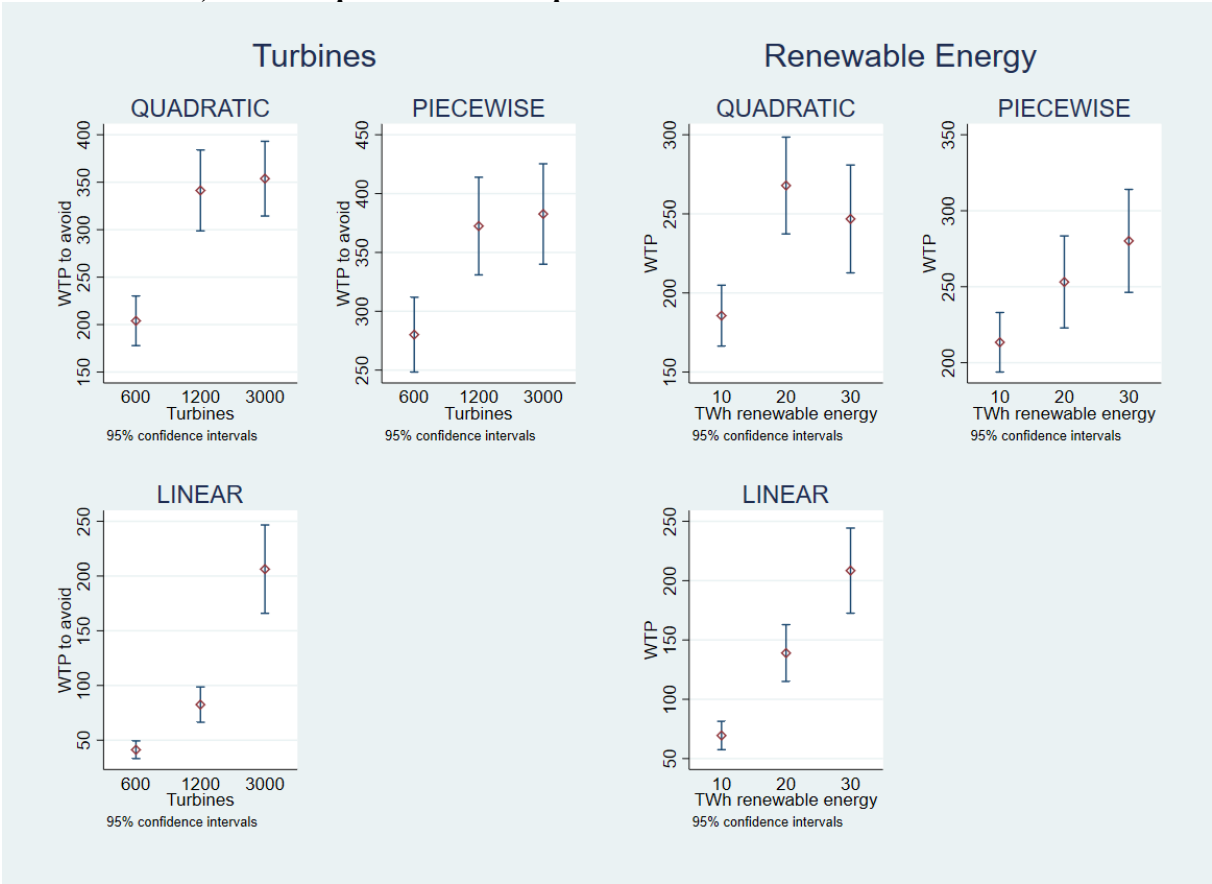 Turbines
Renewable Energy
QUADRATIC
PIECEWISE
QUADRATIC
PIECEWISE
WTP to avoid
150 200 250 300 350 400
600 1200 3000
Turbines
95% confidence intervals
WTP to avoid
250 300 350 400 450
600 1200 3000
Turbines
95% confidence intervals
WTP
150 200 250 300
10 20 30
TWh renewable energy
95% confidence intervals
WTP
200 250 300 350
10 20 30
TWh renewable energy
95% confidence intervals
LINEAR
LINEAR
WTP to avoid
50 100 150 200 250
600 1200 3000
Turbines
95% confidence intervals
WTP
50 100 150 200 250
10 20 30
TWh renewable energy
95% confidence intervals